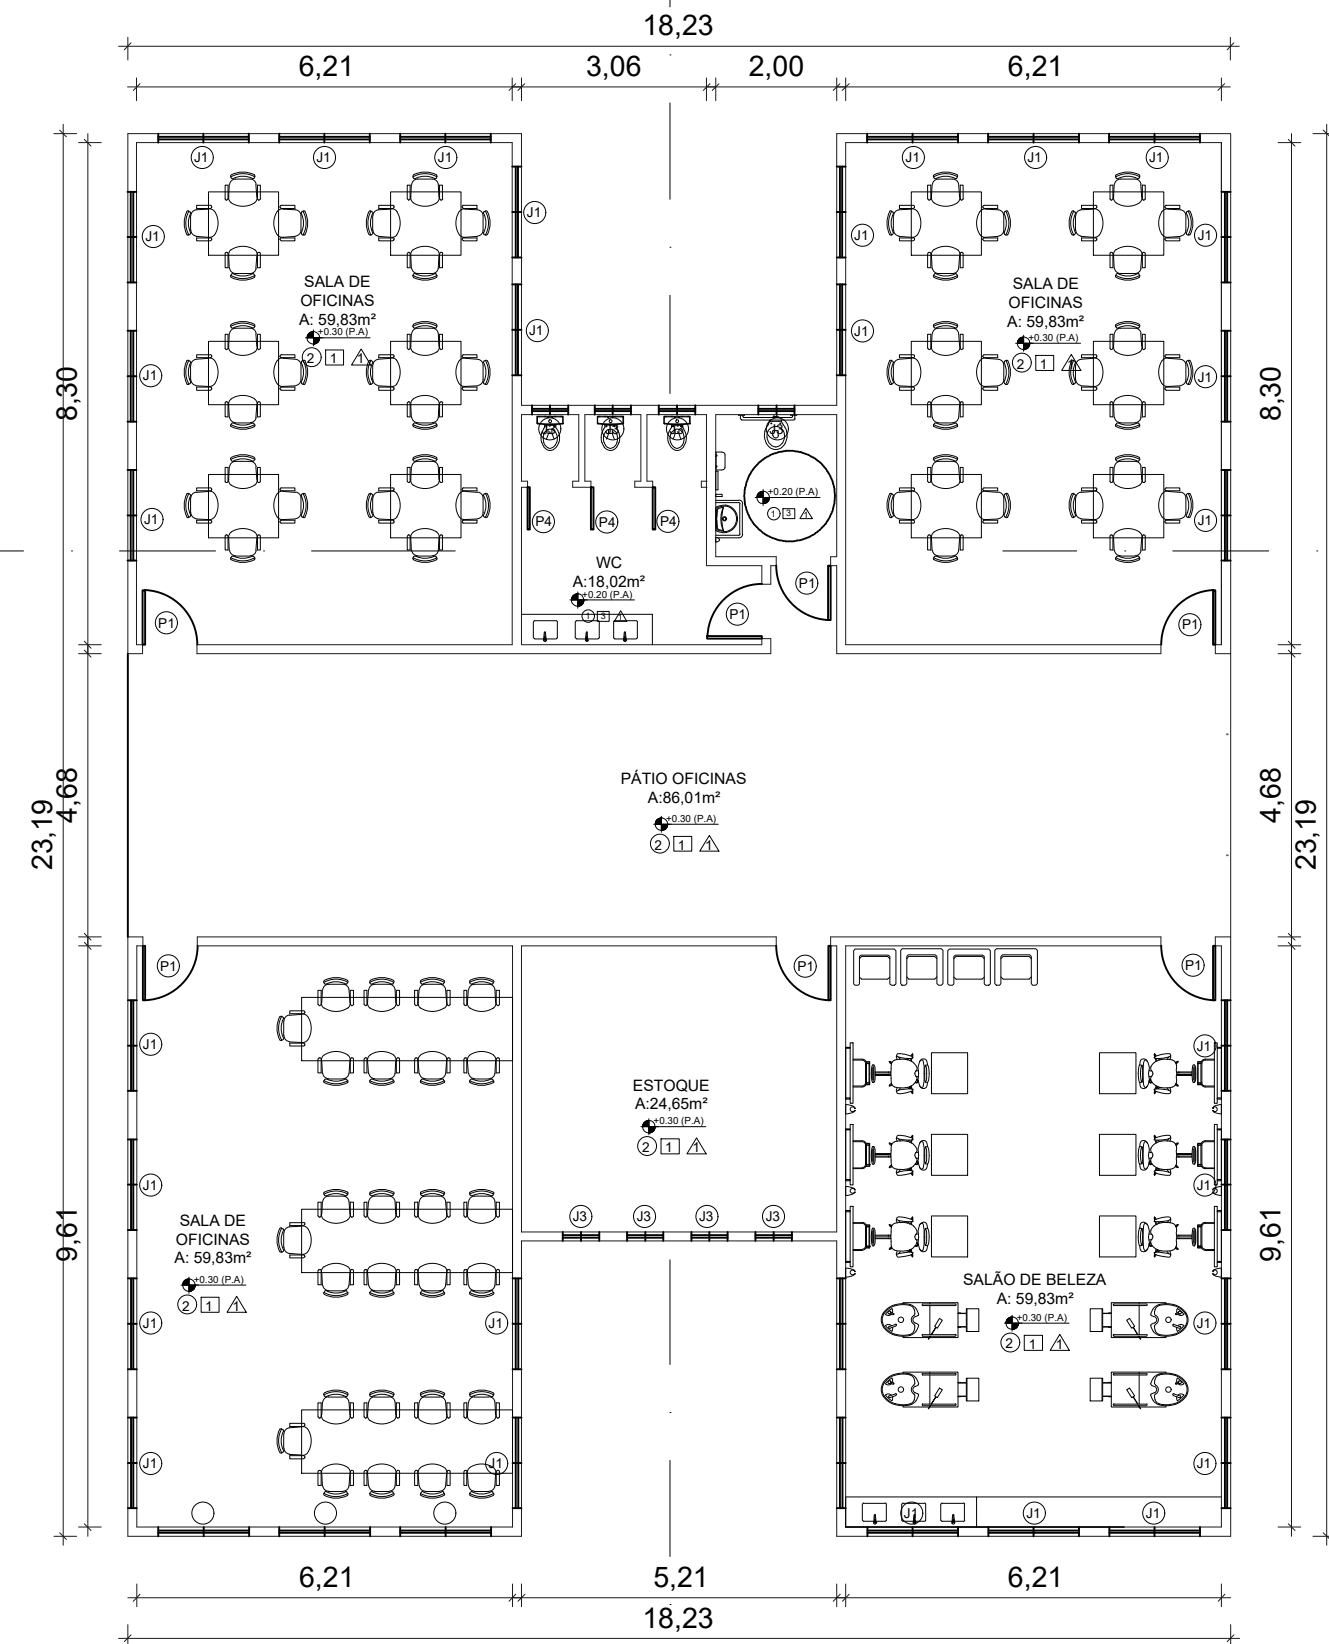 18,23
6,21
3,06
2,00
6,21
J1
J1
J1
J1
J1
J1
J1
J1
J1
J1
J1
J1
SALA DE
OFICINAS
A: 59,83m²
+0.30 (P.A)
2 1 1
SALA DE
OFICINAS
A: 59,83m²
+0.30 (P.A)
2 1 1
J1
J1
J1
J1
8,30
8,30
+0.20 (P.A)
1 3
P4
P4
P4
J1
J1
WC
A:18,02m²
+0.20 (P.A)
1 3
P1
P1
P1
P1
PÁTIO OFICINAS
A:86,01m²
+0.30 (P.A)
2 1 1
4,68
23,19
4,68
23,19
P1
P1
P1
J1
J1
ESTOQUE
A:24,65m²
+0.30 (P.A)
2 1 1
J1
J1
J3
J3
J3
J3
9,61
9,61
SALA DE
OFICINAS
A: 59,83m²
+0.30 (P.A)
2 1 1
SALÃO DE BELEZA
A: 59,83m²
+0.30 (P.A)
2 1 1
J1
J1
J1
J1
J1
J1
J1
J1
J1
6,21
5,21
6,21
18,23